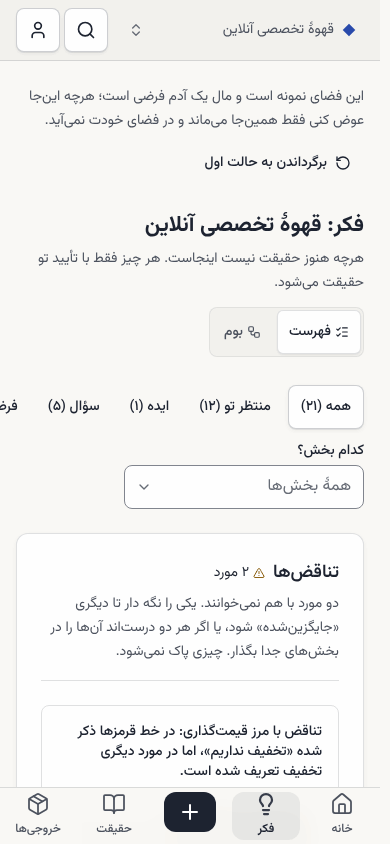 قهوهٔ تخصصی آنلاین
این فضای نمونه است و مال یک آدم فرضی است؛ هرچه این‌جا
عوض کنی فقط همین‌جا می‌ماند و در فضای خودت نمی‌آید.
برگرداندن به حالت اول
فکر: قهوهٔ تخصصی آنلاین
هرچه هنوز حقیقت نیست اینجاست. هر چیز فقط با تأیید تو
حقیقت می‌شود.
فهرست
بوم
همه (۲۱)
منتظر تو (۱۲)
ایده (۱)
سؤال (۵)
کدام بخش؟
همهٔ بخش‌ها
تناقض‌ها
۲ مورد
دو مورد با هم نمی‌خوانند. یکی را نگه دار تا دیگری
«جایگزین‌شده» شود، یا اگر هر دو درست‌اند آن‌ها را در
بخش‌های جدا بگذار. چیزی پاک نمی‌شود.
تناقض با مرز قیمت‌گذاری: در خط قرمزها ذکر
شده «تخفیف نداریم»، اما در مورد دیگری
تخفیف تعریف شده است.
خانه
فکر
حقیقت
خروجی‌ها